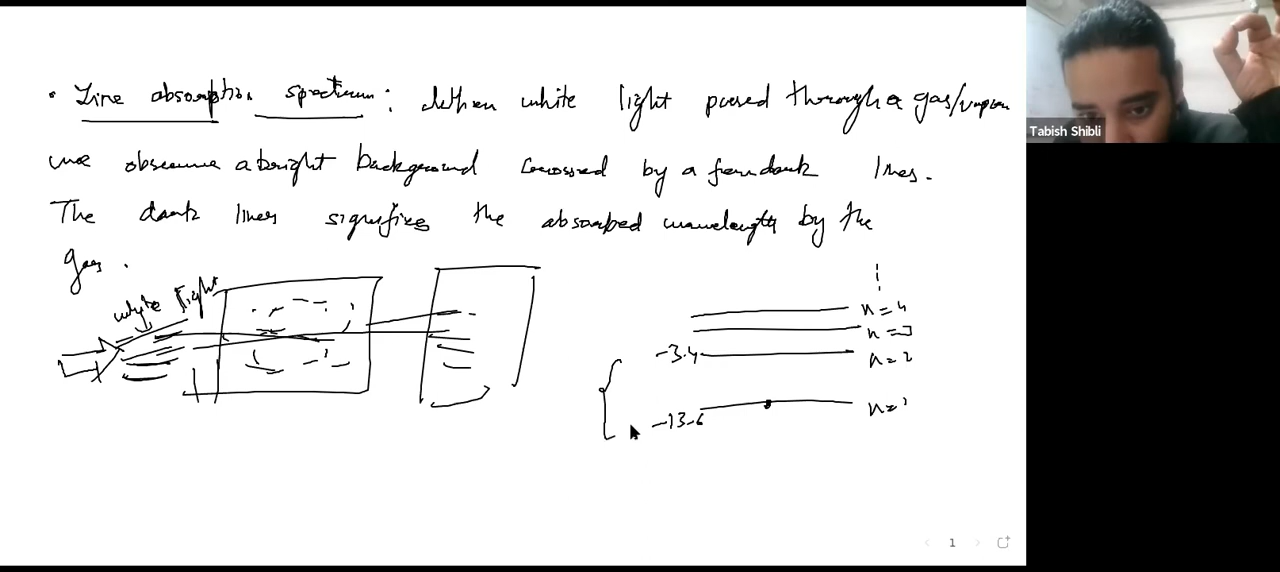 • Line absorption spectrum: When white light passed through a gas/vapour
we observe a bright background crossed by a few dark lines.
The dark lines signifies the absorbed wavelength by the
gas.
white light
n=4
n=3
-3.4 n=2
-13.6 n=1
Tabish Shibli
1